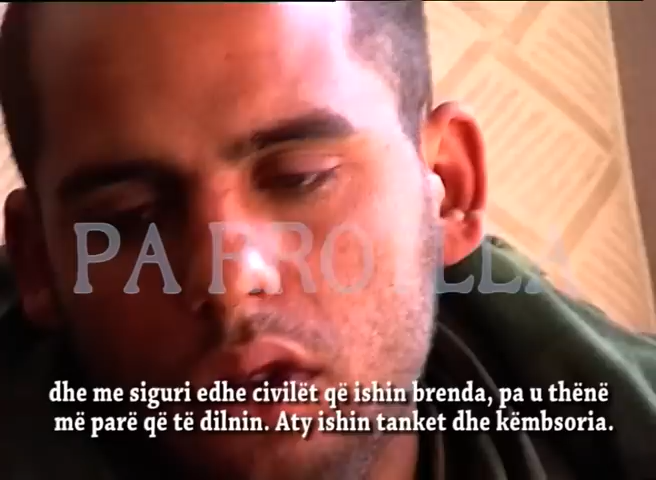 PA RROTLLA
dhe me siguri edhe civilët që ishin brenda, pa u thënë
më parë që të dilnin. Aty ishin tanket dhe këmbsoria.